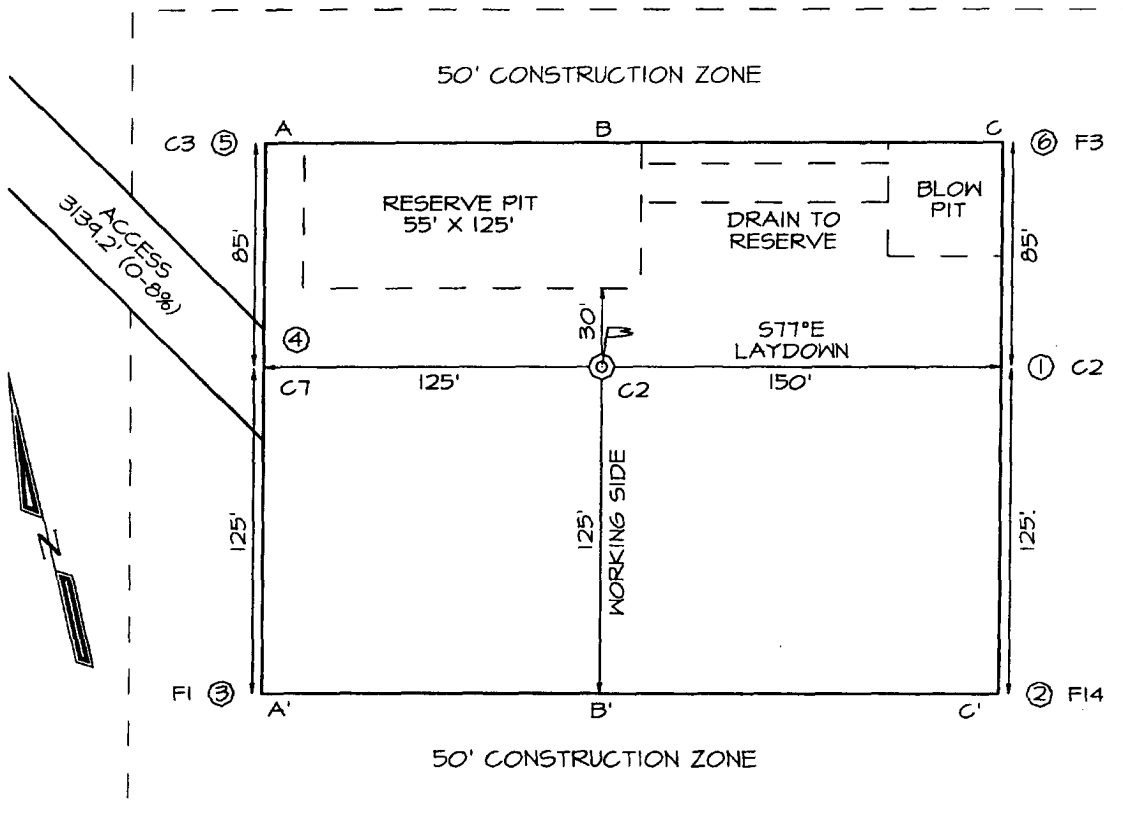 50' CONSTRUCTION ZONE
A
B
C
C3 ⑤
⑥ F3
RESERVE PIT
55' X 125'
BLOW
PIT
DRAIN TO
RESERVE
ACCESS
3139.2' (0-8%)
85'
85'
30'
④
S77°E
LAYDOWN
C7
125'
C2
150'
① C2
125'
125'
WORKING SIDE
125'
N
F1 ③
② F14
A'
B'
C'
50' CONSTRUCTION ZONE